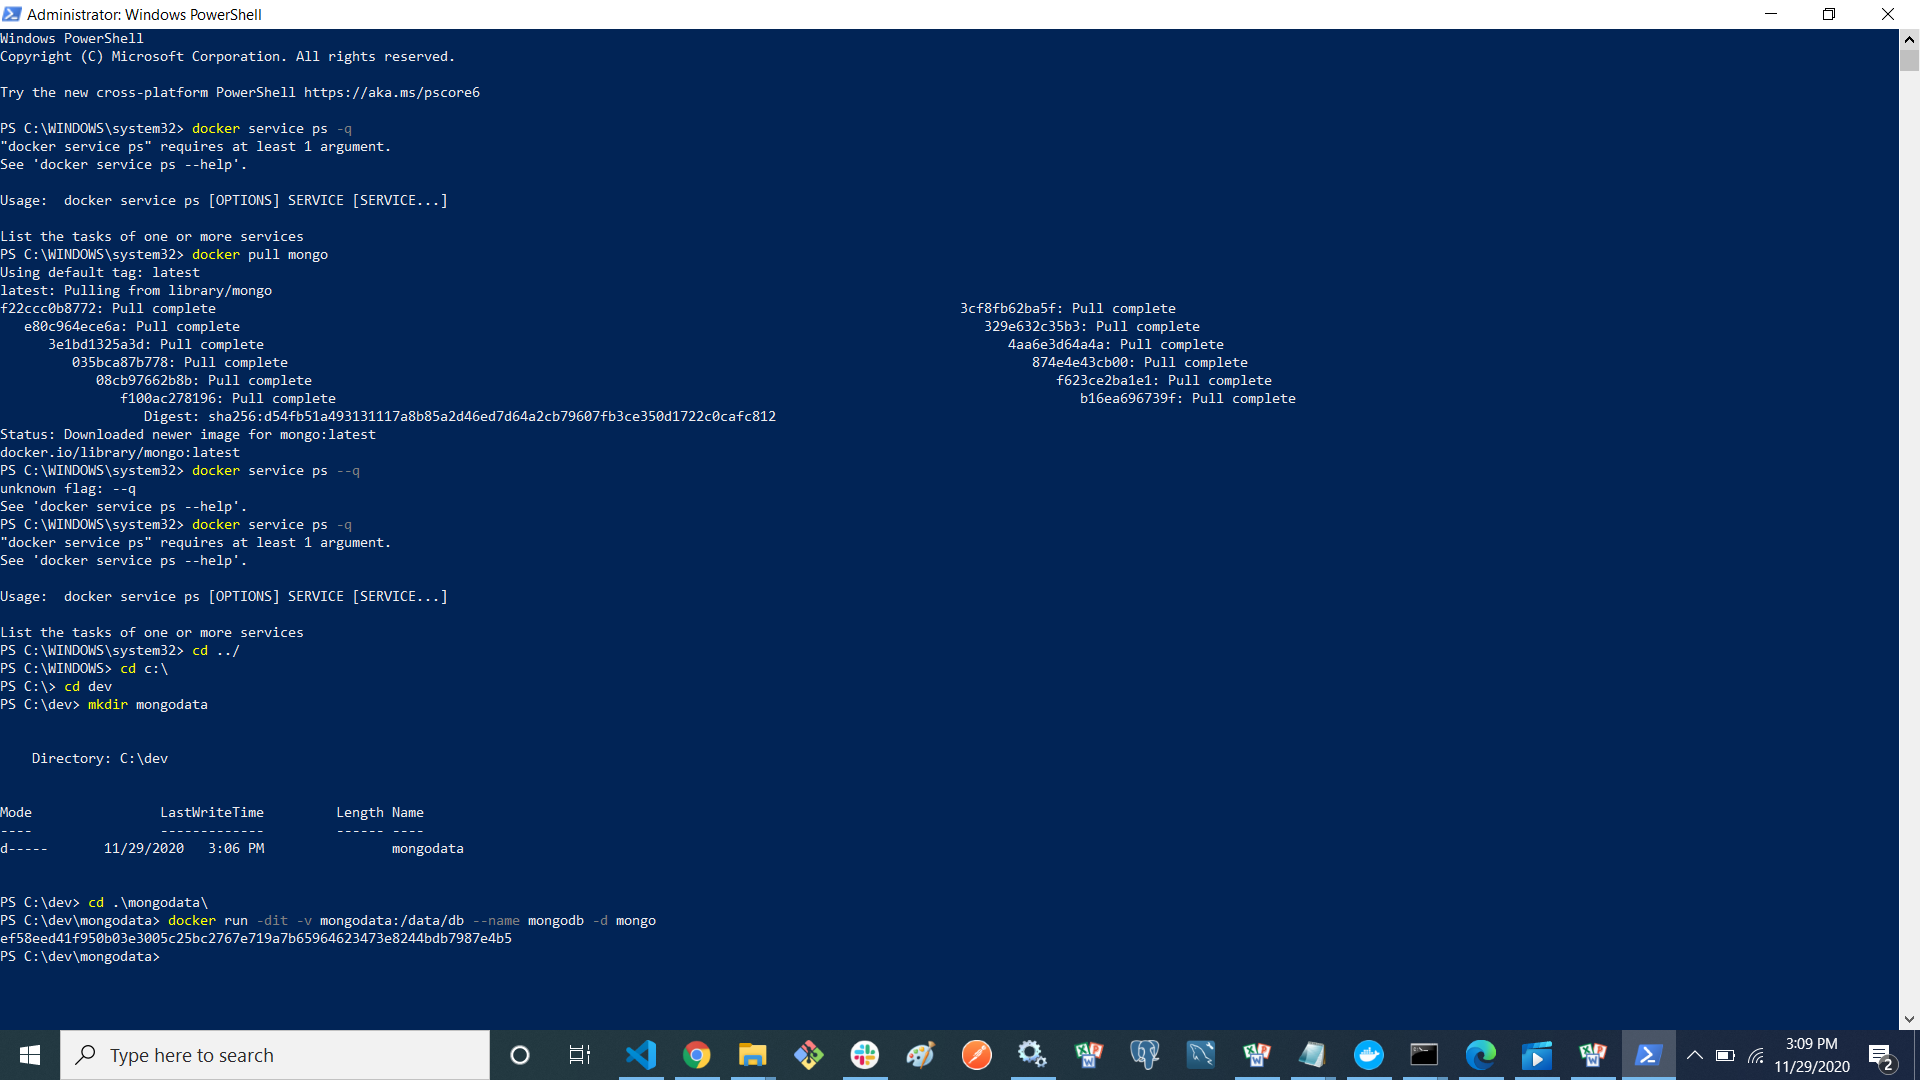 Administrator: Windows PowerShell
Windows PowerShell
Copyright (C) Microsoft Corporation. All rights reserved.
Try the new cross-platform PowerShell https://aka.ms/pscore6
PS C:\WINDOWS\system32> docker service ps -q
"docker service ps" requires at least 1 argument.
See 'docker service ps --help'.
Usage:  docker service ps [OPTIONS] SERVICE [SERVICE...]
List the tasks of one or more services
PS C:\WINDOWS\system32> docker pull mongo
Using default tag: latest
latest: Pulling from library/mongo
f22ccc0b8772: Pull complete 3cf8fb62ba5f: Pull complete
e80c964ece6a: Pull complete 329e632c35b3: Pull complete
3e1bd1325a3d: Pull complete 4aa6e3d64a4a: Pull complete
035bca87b778: Pull complete 874e4e43cb00: Pull complete
08cb97662b8b: Pull complete f623ce2ba1e1: Pull complete
f100ac278196: Pull complete b16ea696739f: Pull complete
Digest: sha256:d54fb51a493131117a8b85a2d46ed7d64a2cb79607fb3ce350d1722c0cafc812
Status: Downloaded newer image for mongo:latest
docker.io/library/mongo:latest
PS C:\WINDOWS\system32> docker service ps --q
unknown flag: --q
See 'docker service ps --help'.
PS C:\WINDOWS\system32> docker service ps -q
"docker service ps" requires at least 1 argument.
See 'docker service ps --help'.
Usage:  docker service ps [OPTIONS] SERVICE [SERVICE...]
List the tasks of one or more services
PS C:\WINDOWS\system32> cd ../
PS C:\WINDOWS> cd c:\
PS C:\> cd dev
PS C:\dev> mkdir mongodata
Directory: C:\dev
Mode LastWriteTime Length Name
---- ------------- ------ ----
d----- 11/29/2020 3:06 PM mongodata
PS C:\dev> cd .\mongodata\
PS C:\dev\mongodata> docker run -dit -v mongodata:/data/db --name mongodb -d mongo
ef58eed41f950b03e3005c25bc2767e719a7b65964623473e8244bdb7987e4b5
PS C:\dev\mongodata>
Type here to search
3:09 PM
11/29/2020
2